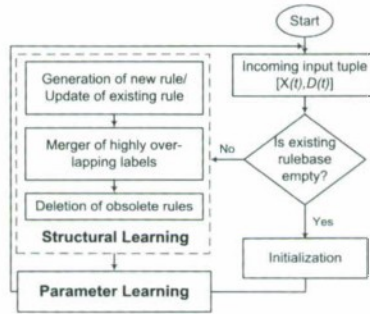 Start
Incoming input tuple
[X(t),D(t)]
Is existing
rulebase
empty?
No
Yes
Initialization
Generation of new rule/
Update of existing rule
Merger of highly over-
lapping labels
Deletion of obsolete rules
Structural Learning
Parameter Learning